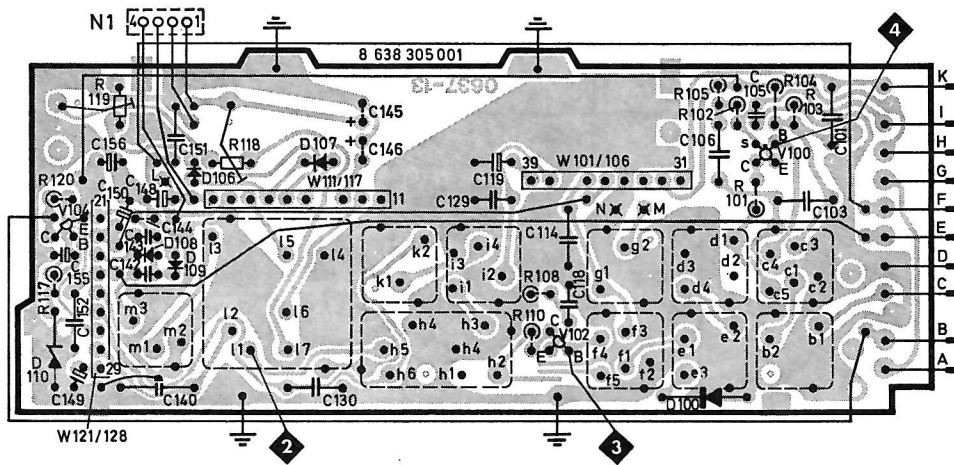 N1 4 1
8 638 305 001
0637-13
4
K
R 119
R105
C 105
R104
R 103
R102
I
C145
C146
C151
R118
D107
C106
S
B
V100
C
E
C101
H
C156
D106
W111/117
11
C119
39
W101/106
31
G
R120
C150
C148
L
21
C129
N
M
R 101
C103
F
V104
C
E
B
C144
C143
D108
l3
l5
l4
k2
i4
i3
C114
g2
d1
c3
E
C 155
C142
D 109
k1
i2
i1
R108
C118
g1
d3
d2
d4
c4
c1
c5
c2
D
C
R117
C152
m3
l6
l2
h4
h3
R110
C
V102
f3
e2
b1
B
m2
m1
l1
l7
h5
h4
E
B
f4
e1
b2
A
D 110
29
h6
h1
h2
f5
f1
f2
e3
C149
C140
C130
D100
W121/128
2
3